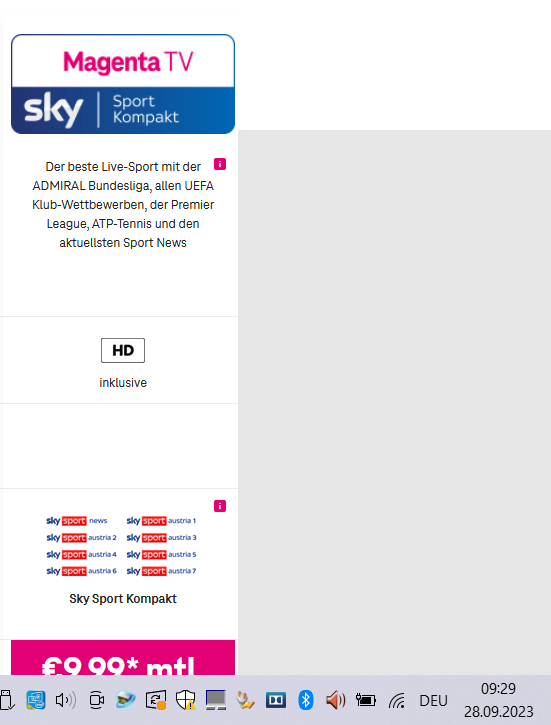 Magenta TV
sky | Sport
Kompakt
Der beste Live-Sport mit der
ADMIRAL Bundesliga, allen UEFA
Klub-Wettbewerben, der Premier
League, ATP-Tennis und den
aktuellsten Sport News
i
HD
inklusive
i
sky sport news sky sport austria 1
sky sport austria 2 sky sport austria 3
sky sport austria 4 sky sport austria 5
sky sport austria 6 sky sport austria 7
Sky Sport Kompakt
€9,99* mtl.
DEU
09:29
28.09.2023